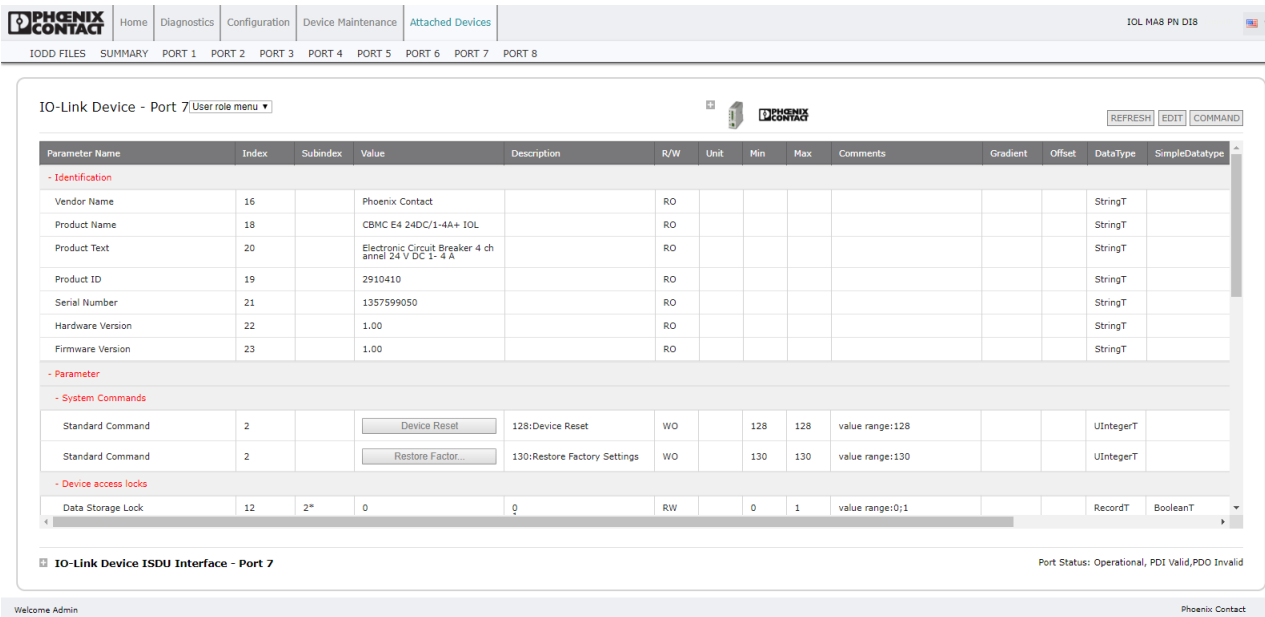 PHŒNIX CONTACT Home Diagnostics Configuration Device Maintenance Attached Devices IOL MA8 PN DI8
IODD FILES SUMMARY PORT 1 PORT 2 PORT 3 PORT 4 PORT 5 PORT 6 PORT 7 PORT 8
IO-Link Device - Port 7 User role menu PHŒNIX CONTACT REFRESH EDIT COMMAND
Parameter Name Index Subindex Value Description R/W Unit Min Max Comments Gradient Offset DataType SimpleDatatype
- Identification
Vendor Name 16 Phoenix Contact RO StringT
Product Name 18 CBMC E4 24DC/1-4A+ IOL RO StringT
Product Text 20 Electronic Circuit Breaker 4 ch RO StringT
annel 24 V DC 1- 4 A
Product ID 19 2910410 RO StringT
Serial Number 21 1357599050 RO StringT
Hardware Version 22 1.00 RO StringT
Firmware Version 23 1.00 RO StringT
- Parameter
- System Commands
Standard Command 2 Device Reset 128:Device Reset WO 128 128 value range:128 UIntegerT
Standard Command 2 Restore Factor... 130:Restore Factory Settings WO 130 130 value range:130 UIntegerT
- Device access locks
Data Storage Lock 12 2* 0 0 RW 0 1 value range:0;1 RecordT BooleanT
IO-Link Device ISDU Interface - Port 7 Port Status: Operational, PDI Valid,PDO Invalid
Welcome Admin Phoenix Contact